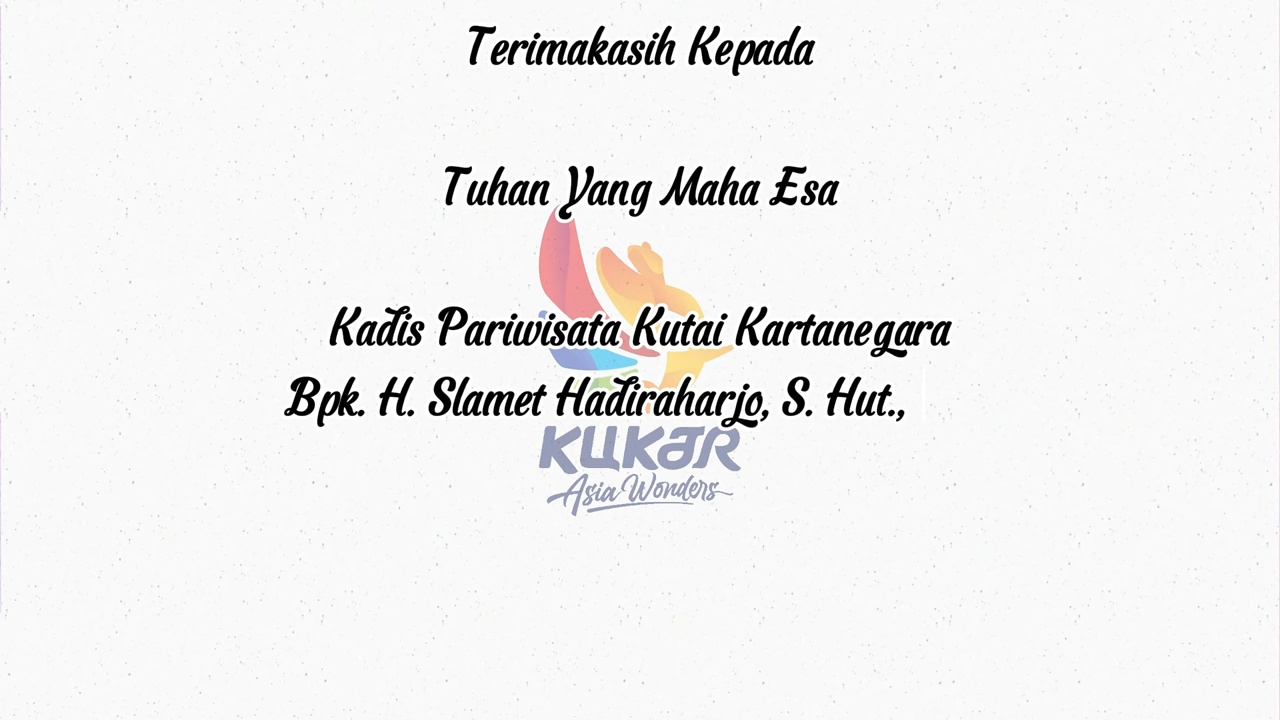 Terimakasih Kepada
Tuhan Yang Maha Esa
Kadis Pariwisata Kutai Kartanegara
Bpk. H. Slamet Hadiraharjo, S. Hut.,
KUKAR
Asia Wonders